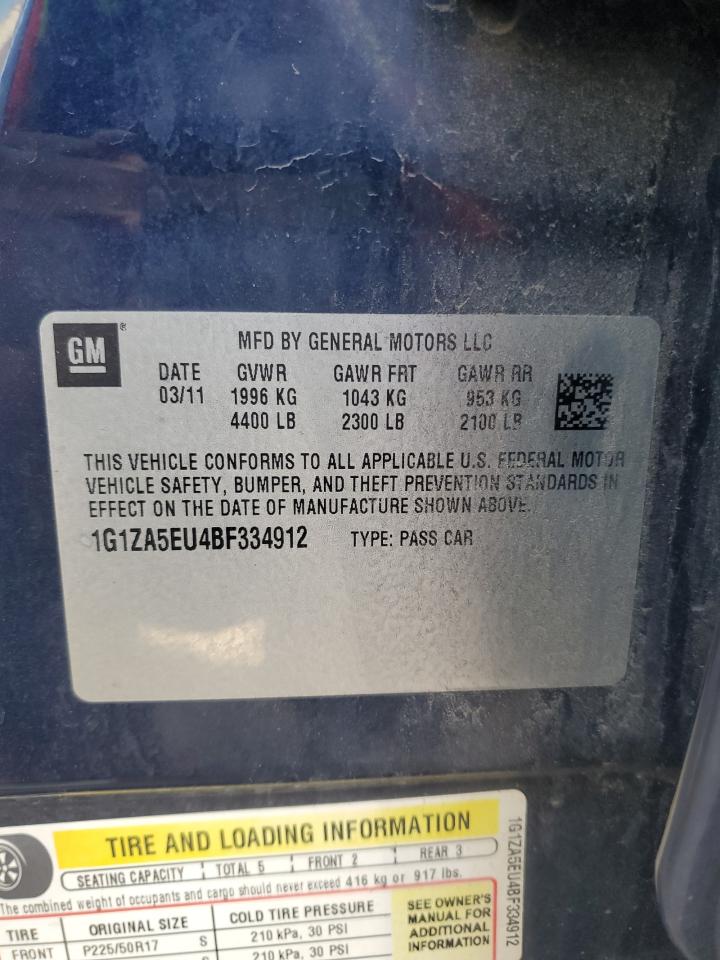 GM ®
MFD BY GENERAL MOTORS LLC
DATE GVWR GAWR FRT GAWR RR
03/11 1996 KG 1043 KG 953 KG
4400 LB 2300 LB 2100 LB
THIS VEHICLE CONFORMS TO ALL APPLICABLE U.S. FEDERAL MOTOR
VEHICLE SAFETY, BUMPER, AND THEFT PREVENTION STANDARDS IN
EFFECT ON THE DATE OF MANUFACTURE SHOWN ABOVE.
1G1ZA5EU4BF334912 TYPE: PASS CAR
TIRE AND LOADING INFORMATION
SEATING CAPACITY TOTAL 5 FRONT 2 REAR 3
The combined weight of occupants and cargo should never exceed 416 kg or 917 lbs.
TIRE ORIGINAL SIZE COLD TIRE PRESSURE
FRONT P225/50R17 S 210 kPa, 30 PSI
210 kPa, 30 PSI
SEE OWNER'S
MANUAL FOR
ADDITIONAL
INFORMATION
1G1ZA5EU4BF334912